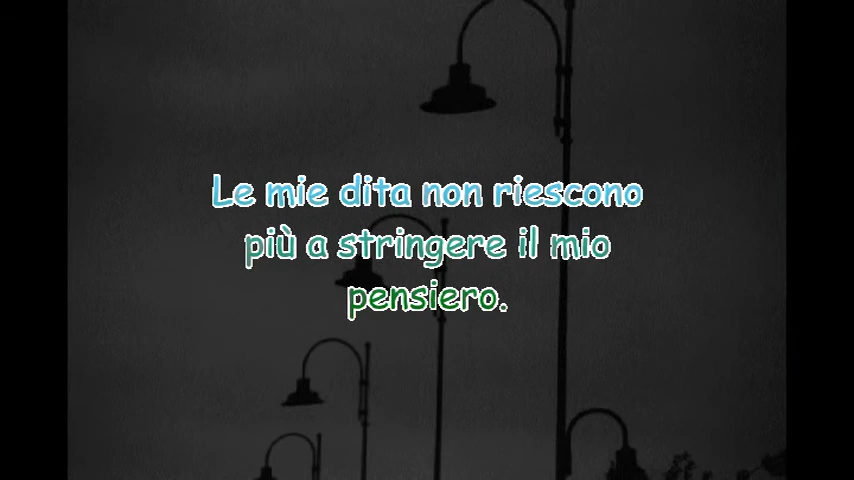 Le mie dita non riescono
più a stringere il mio
pensiero.